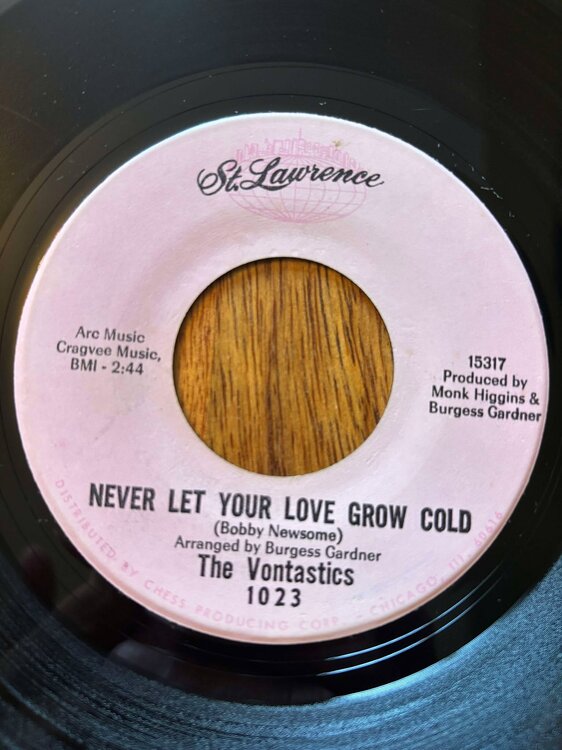 St. Lawrence
Arc Music
Cragvee Music,
BMI - 2:44
15317
Produced by
Monk Higgins &
Burgess Gardner
NEVER LET YOUR LOVE GROW COLD
(Bobby Newsome)
Arranged by Burgess Gardner
The Vontastics
1023
DISTRIBUTED BY CHESS PRODUCING CORP. - CHICAGO, ILL 60616